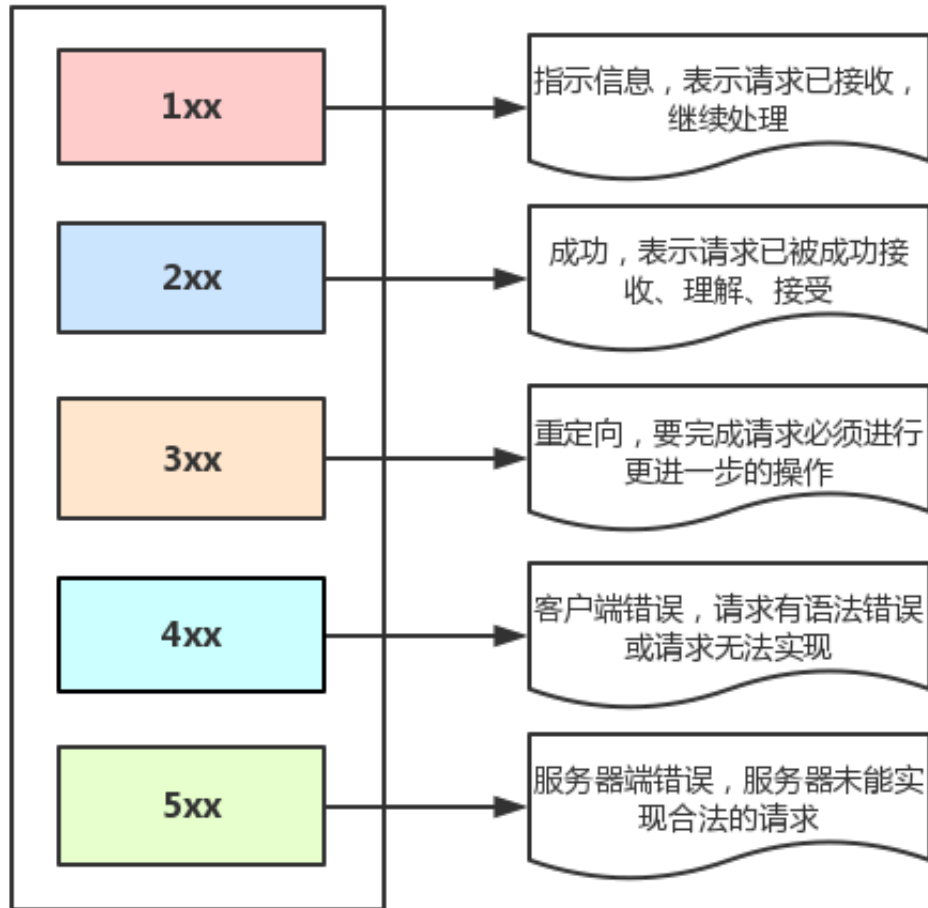 1xx
指示信息，表示请求已接收，
继续处理
2xx
成功，表示请求已被成功接
收、理解、接受
3xx
重定向，要完成请求必须进行
更进一步的操作
4xx
客户端错误，请求有语法错误
或请求无法实现
5xx
服务器端错误，服务器未能实
现合法的请求